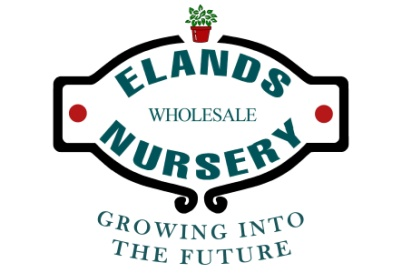 ELANDS
WHOLESALE
NURSERY
GROWING INTO
THE FUTURE